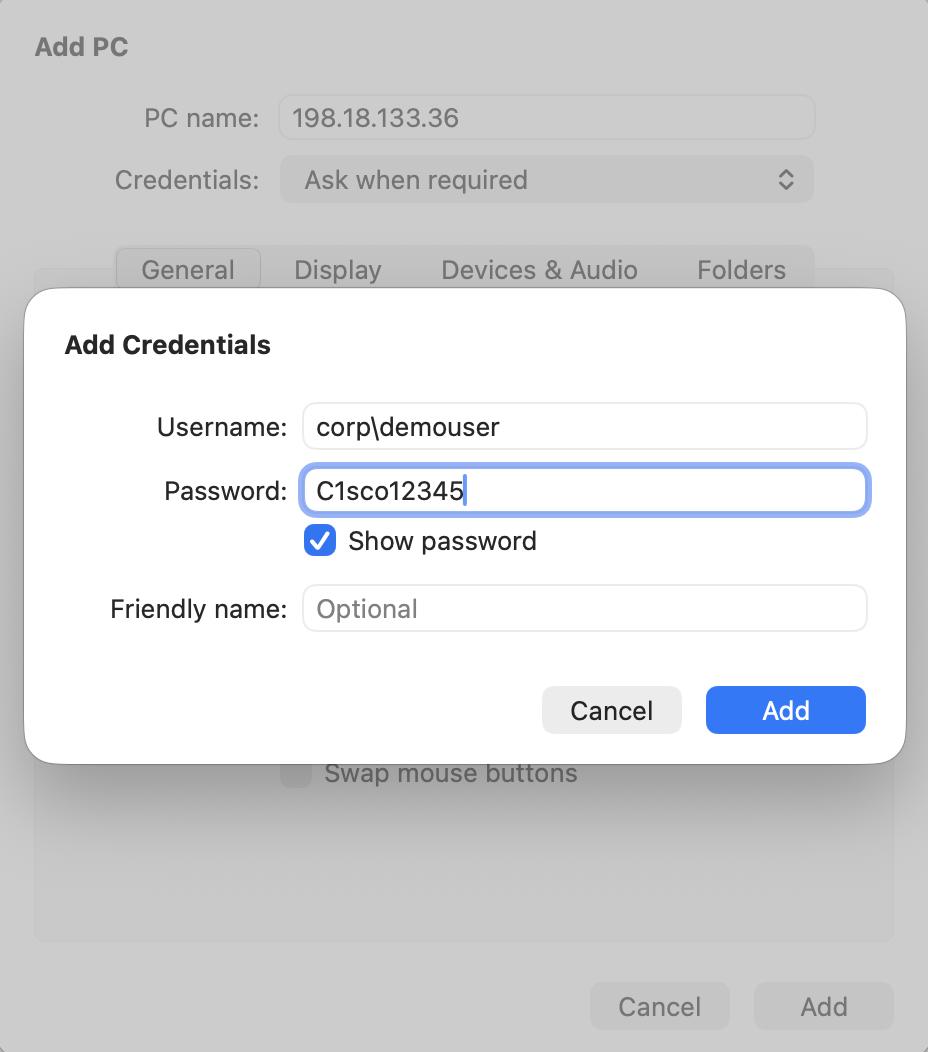 Add PC
PC name: 198.18.133.36
Credentials: Ask when required
General Display Devices & Audio Folders
Add Credentials
Username: corp\demouser
Password: C1sco12345
Show password
Friendly name: Optional
Cancel Add
Swap mouse buttons
Cancel Add